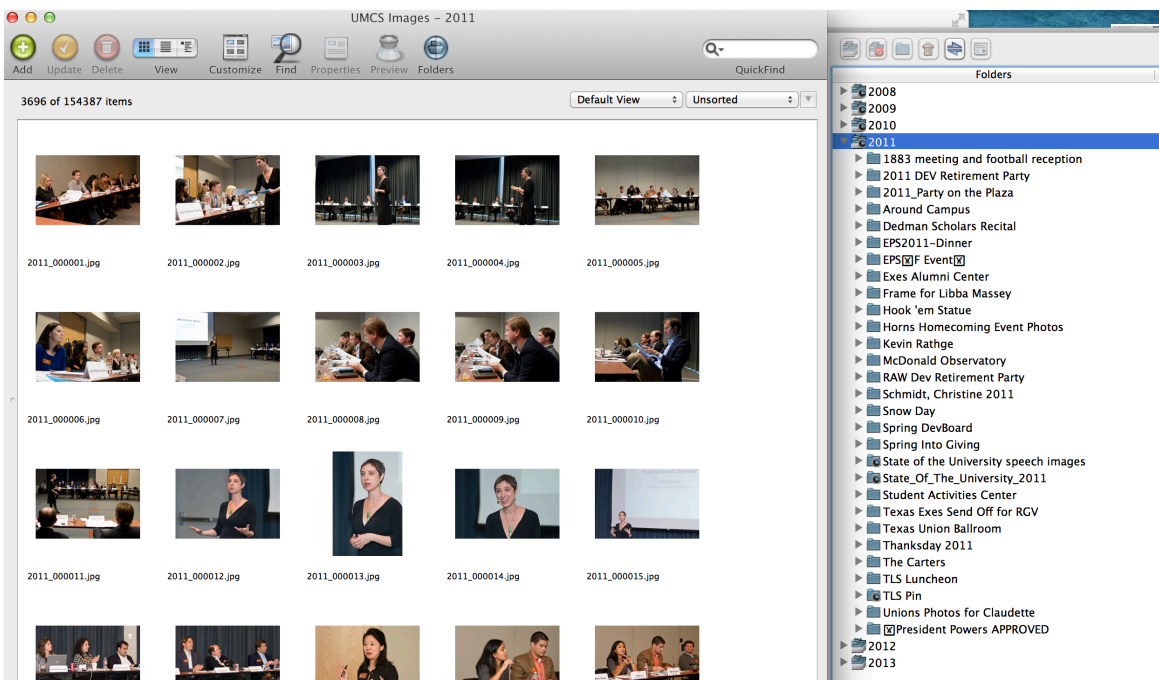 UMCS Images – 2011
Add Update Delete View Customize Find Properties Preview Folders QuickFind
3696 of 154387 items
Default View Unsorted
2011_000001.jpg 2011_000002.jpg 2011_000003.jpg 2011_000004.jpg 2011_000005.jpg
2011_000006.jpg 2011_000007.jpg 2011_000008.jpg 2011_000009.jpg 2011_000010.jpg
2011_000011.jpg 2011_000012.jpg 2011_000013.jpg 2011_000014.jpg 2011_000015.jpg
Folders
2008
2009
2010
2011
1883 meeting and football reception
2011 DEV Retirement Party
2011_Party on the Plaza
Around Campus
Dedman Scholars Recital
EPS2011-Dinner
EPS F Event
Exes Alumni Center
Frame for Libba Massey
Hook 'em Statue
Horns Homecoming Event Photos
Kevin Rathge
McDonald Observatory
RAW Dev Retirement Party
Schmidt, Christine 2011
Snow Day
Spring DevBoard
Spring Into Giving
State of the University speech images
State_Of_The_University_2011
Student Activities Center
Texas Exes Send Off for RGV
Texas Union Ballroom
Thanksday 2011
The Carters
TLS Luncheon
TLS Pin
Unions Photos for Claudette
President Powers APPROVED
2012
2013